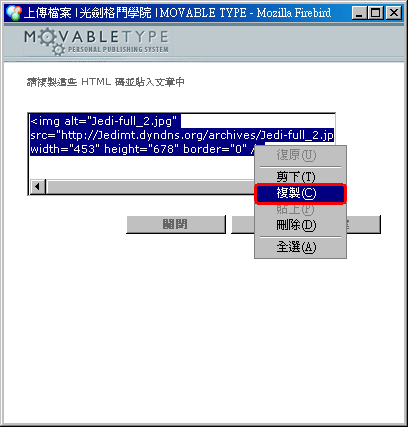 上傳檔案 | 光劍格鬥學院 | MOVABLE TYPE - Mozilla Firebird
MOVABLETYPE
PERSONAL PUBLISHING SYSTEM
請複製這些 HTML 碼並貼入文章中
<img alt="Jedi-full_2.jpg"
src="http://Jedimt.dyndns.org/archives/Jedi-full_2.jp
width="453" height="678" border="0" /
復原(U)
剪下(T)
複製(C)
貼上(P)
刪除(D)
全選(A)
關閉